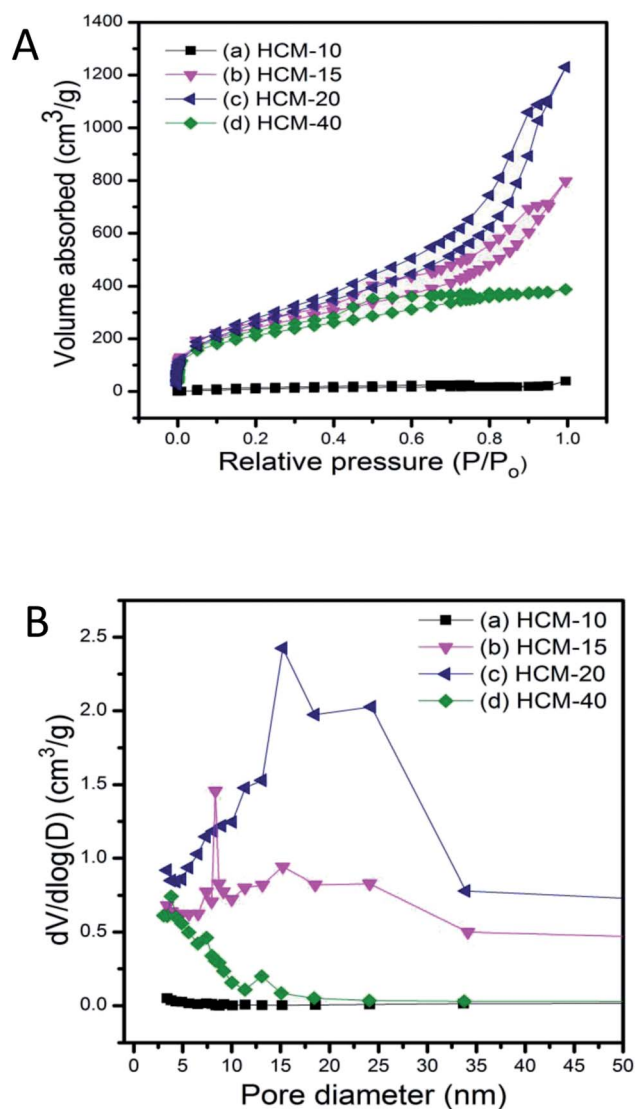 A
1400
1200
1000
800
600
400
200
0
Volume absorbed (cm³/g)
(a) HCM-10
(b) HCM-15
(c) HCM-20
(d) HCM-40
0.0 0.2 0.4 0.6 0.8 1.0
Relative pressure (P/Pₒ)
B
2.5
2.0
1.5
1.0
0.5
0.0
dV/dlog(D) (cm³/g)
(a) HCM-10
(b) HCM-15
(c) HCM-20
(d) HCM-40
0 5 10 15 20 25 30 35 40 45 50
Pore diameter (nm)